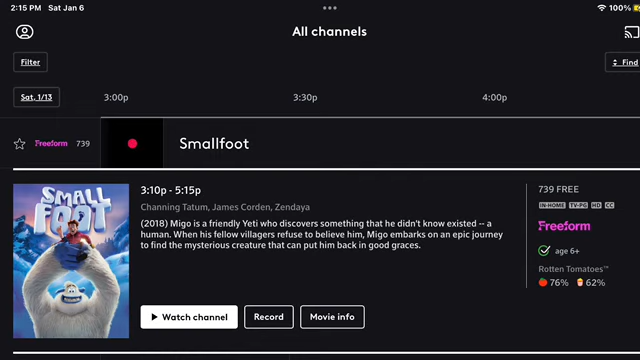 2:15 PM Sat Jan 6
100%
All channels
Filter
Find
Sat, 1/13
3:00p
3:30p
4:00p
Freeform 739
Smallfoot
SMALL
FOOT
3:10p - 5:15p
Channing Tatum, James Corden, Zendaya
(2018) Migo is a friendly Yeti who discovers something that he didn't know existed -- a
human. When his fellow villagers refuse to believe him, Migo embarks on an epic journey
to find the mysterious creature that can put him back in good graces.
Watch channel
Record
Movie info
739 FREE
IN-HOME TV-PG HD CC
Freeform
age 6+
Rotten Tomatoes™
76% 62%